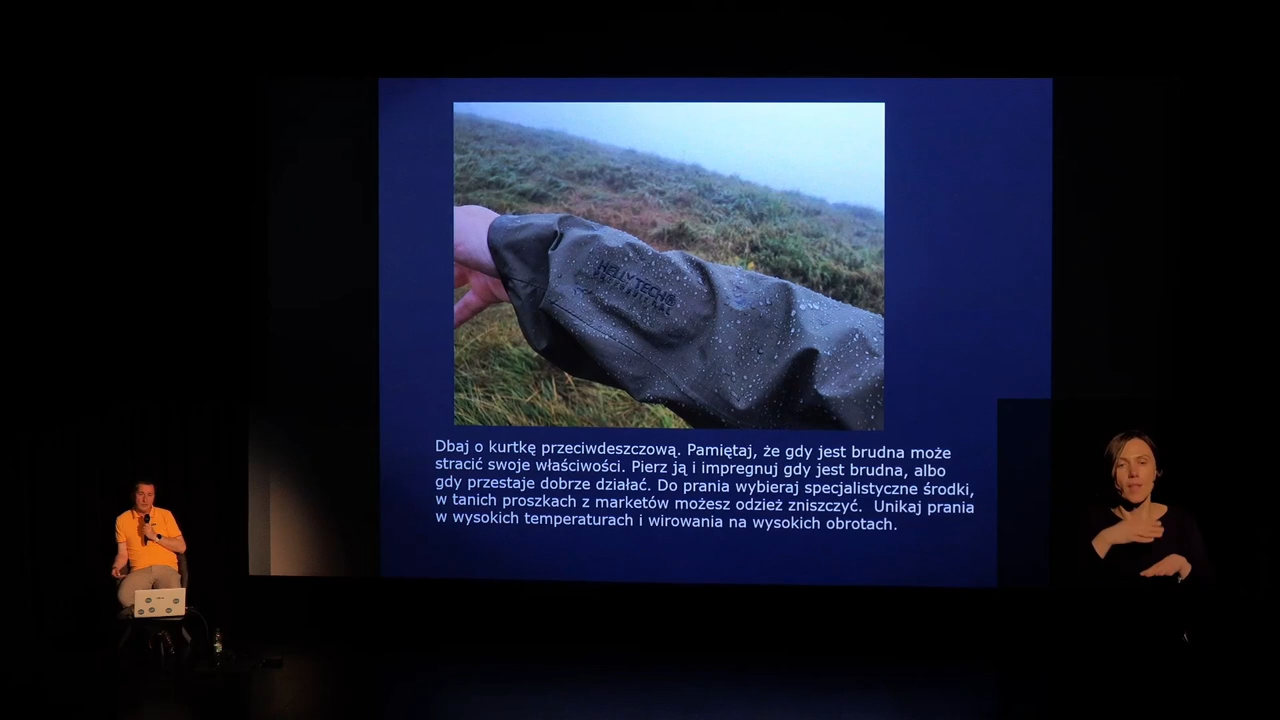 HELLY TECH®
PROFESSIONAL
Dbaj o kurtkę przeciwdeszczową. Pamiętaj, że gdy jest brudna może
stracić swoje właściwości. Pierz ją i impregnuj gdy jest brudna, albo
gdy przestaje dobrze działać. Do prania wybieraj specjalistyczne środki,
w tanich proszkach z marketów możesz odzież zniszczyć. Unikaj prania
w wysokich temperaturach i wirowania na wysokich obrotach.